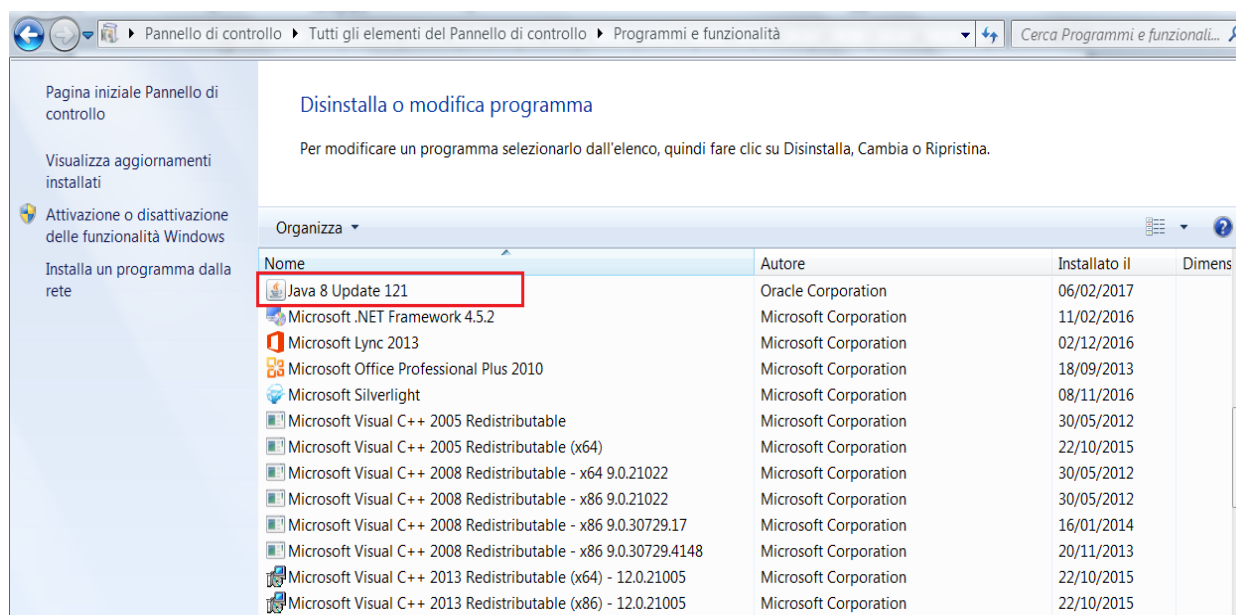 Pannello di controllo Tutti gli elementi del Pannello di controllo Programmi e funzionalità Cerca Programmi e funzionali...
Pagina iniziale Pannello di
controllo
Visualizza aggiornamenti
installati
Attivazione o disattivazione
delle funzionalità Windows
Installa un programma dalla
rete
Disinstalla o modifica programma
Per modificare un programma selezionarlo dall'elenco, quindi fare clic su Disinstalla, Cambia o Ripristina.
Organizza
Nome Autore Installato il Dimens
Java 8 Update 121 Oracle Corporation 06/02/2017
Microsoft .NET Framework 4.5.2 Microsoft Corporation 11/02/2016
Microsoft Lync 2013 Microsoft Corporation 02/12/2016
Microsoft Office Professional Plus 2010 Microsoft Corporation 18/09/2013
Microsoft Silverlight Microsoft Corporation 08/11/2016
Microsoft Visual C++ 2005 Redistributable Microsoft Corporation 30/05/2012
Microsoft Visual C++ 2005 Redistributable (x64) Microsoft Corporation 22/10/2015
Microsoft Visual C++ 2008 Redistributable - x64 9.0.21022 Microsoft Corporation 30/05/2012
Microsoft Visual C++ 2008 Redistributable - x86 9.0.21022 Microsoft Corporation 30/05/2012
Microsoft Visual C++ 2008 Redistributable - x86 9.0.30729.17 Microsoft Corporation 16/01/2014
Microsoft Visual C++ 2008 Redistributable - x86 9.0.30729.4148 Microsoft Corporation 20/11/2013
Microsoft Visual C++ 2013 Redistributable (x64) - 12.0.21005 Microsoft Corporation 22/10/2015
Microsoft Visual C++ 2013 Redistributable (x86) - 12.0.21005 Microsoft Corporation 22/10/2015